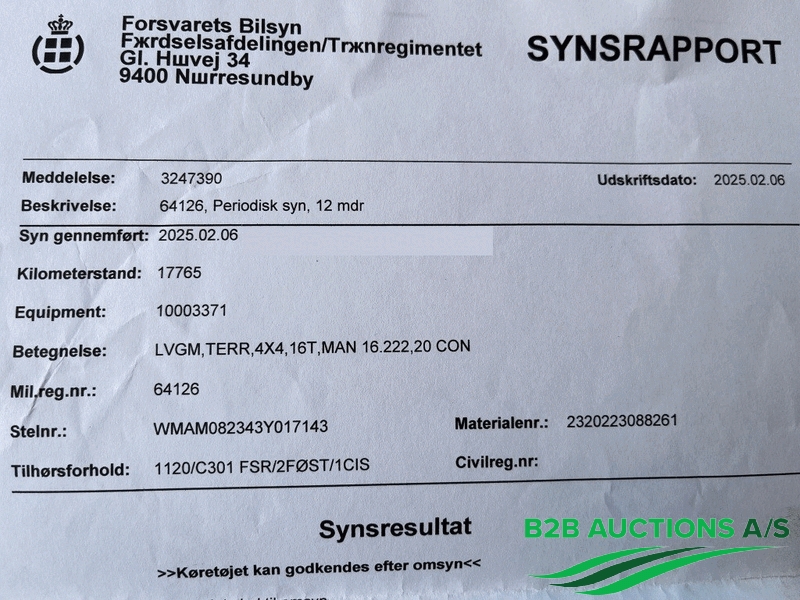 Forsvarets Bilsyn
Fжrdselsafdelingen/Trжnregimentet
Gl. Hшvej 34
9400 Nшrresundby
SYNSRAPPORT
Meddelelse: 3247390 Udskriftsdato: 2025.02.06
Beskrivelse: 64126, Periodisk syn, 12 mdr
Syn gennemført: 2025.02.06
Kilometerstand: 17765
Equipment: 10003371
Betegnelse: LVGM,TERR,4X4,16T,MAN 16.222,20 CON
Mil.reg.nr.: 64126
Stelnr.: WMAM082343Y017143 Materialenr.: 2320223088261
Tilhørsforhold: 1120/C301 FSR/2FØST/1CIS Civilreg.nr:
Synsresultat
>>Køretøjet kan godkendes efter omsyn<<
B2B AUCTIONS A/S